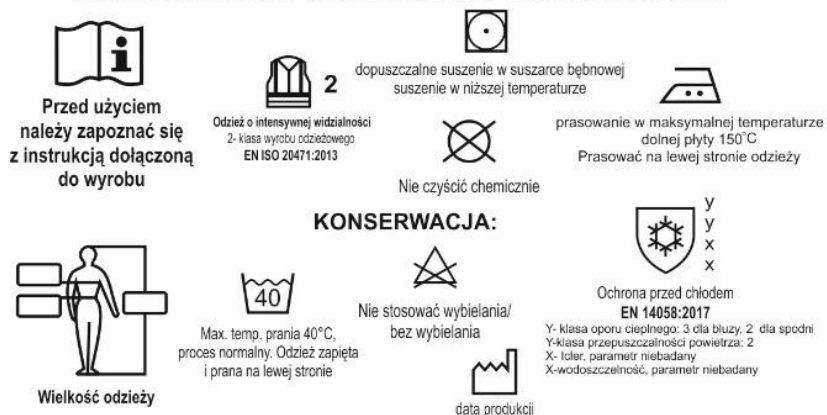 Przed użyciem
należy zapoznać się
z instrukcją dołączoną
do wyrobu
2
Odzież o intensywnej widzialności
2- klasa wyrobu odzieżowego
EN ISO 20471:2013
dopuszczalne suszenie w suszarce bębnowej
suszenie w niższej temperaturze
prasowanie w maksymalnej temperaturze
dolnej płyty 150°C
Prasować na lewej stronie odzieży
Nie czyścić chemicznie
KONSERWACJA:
Wielkość odzieży
40
Max. temp. prania 40°C,
proces normalny. Odzież zapięta
i prana na lewej stronie
Nie stosować wybielania/
bez wybielania
data produkcji
y
y
x
x
Ochrona przed chłodem
EN 14058:2017
Y- klasa oporu cieplnego: 3 dla bluzy, 2 dla spodni
Y-klasa przepuszczalności powietrza: 2
X- Icler, parametr niebadany
X-wodoszczelność, parametr niebadany